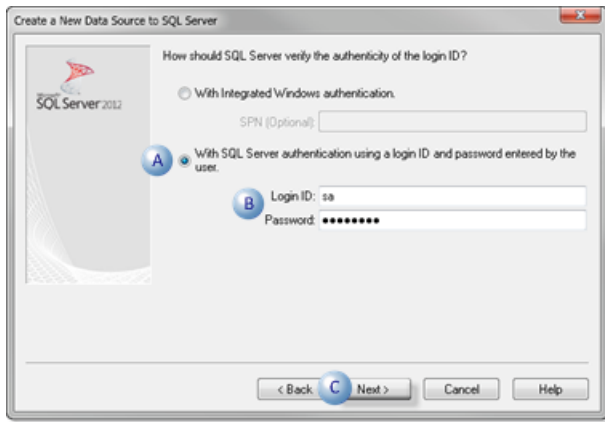 Create a New Data Source to SQL Server
How should SQL Server verify the authenticity of the login ID?
Microsoft
SQL Server 2012
With Integrated Windows authentication.
SPN (Optional):
A
With SQL Server authentication using a login ID and password entered by the
user.
B
Login ID: sa
Password: ••••••••
< Back
C
Next >
Cancel
Help